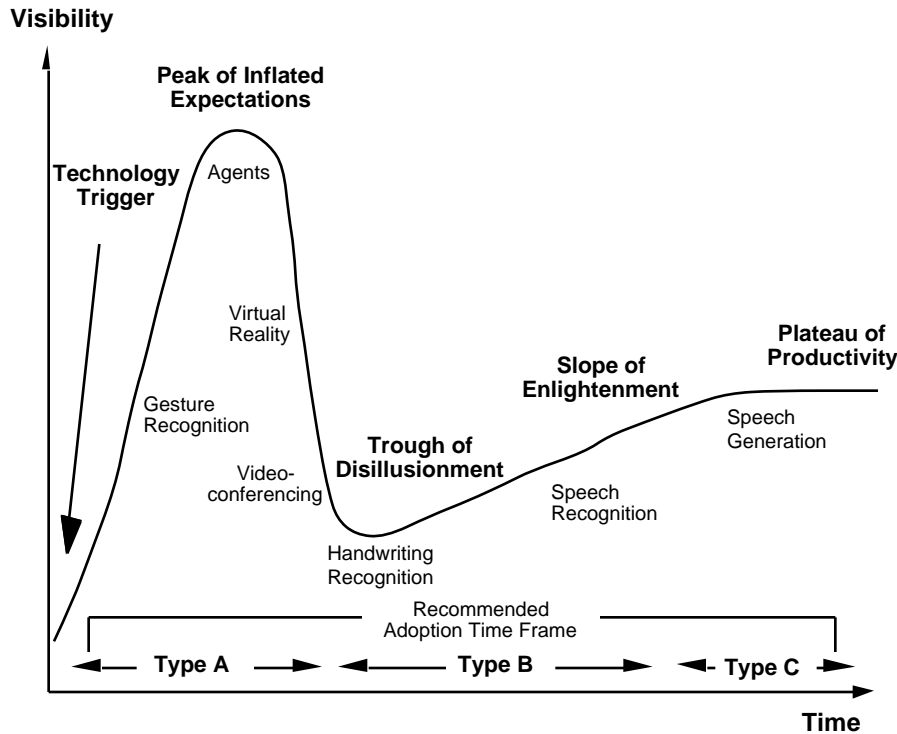 Visibility
Peak of Inflated
Expectations
Technology
Trigger
Agents
Virtual
Reality
Plateau of
Productivity
Slope of
Enlightenment
Gesture
Recognition
Speech
Generation
Trough of
Disillusionment
Video-
conferencing
Speech
Recognition
Handwriting
Recognition
Recommended
Adoption Time Frame
Type A
Type B
Type C
Time